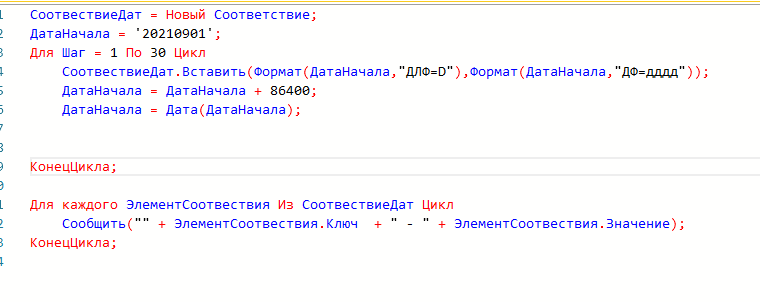 1 СоотвествиеДат = Новый Соответствие;
2 ДатаНачала = '20210901';
3 Для Шаг = 1 По 30 Цикл
4 СоотвествиеДат.Вставить(Формат(ДатаНачала,"ДЛФ=D"),Формат(ДатаНачала,"ДФ=дддд"));
5 ДатаНачала = ДатаНачала + 86400;
6 ДатаНачала = Дата(ДатаНачала);
7
8
9 КонецЦикла;
0
1 Для каждого ЭлементСоотвествия Из СоотвествиеДат Цикл
2 Сообщить("" + ЭлементСоотвествия.Ключ  + " - " + ЭлементСоотвествия.Значение);
3 КонецЦикла;
4